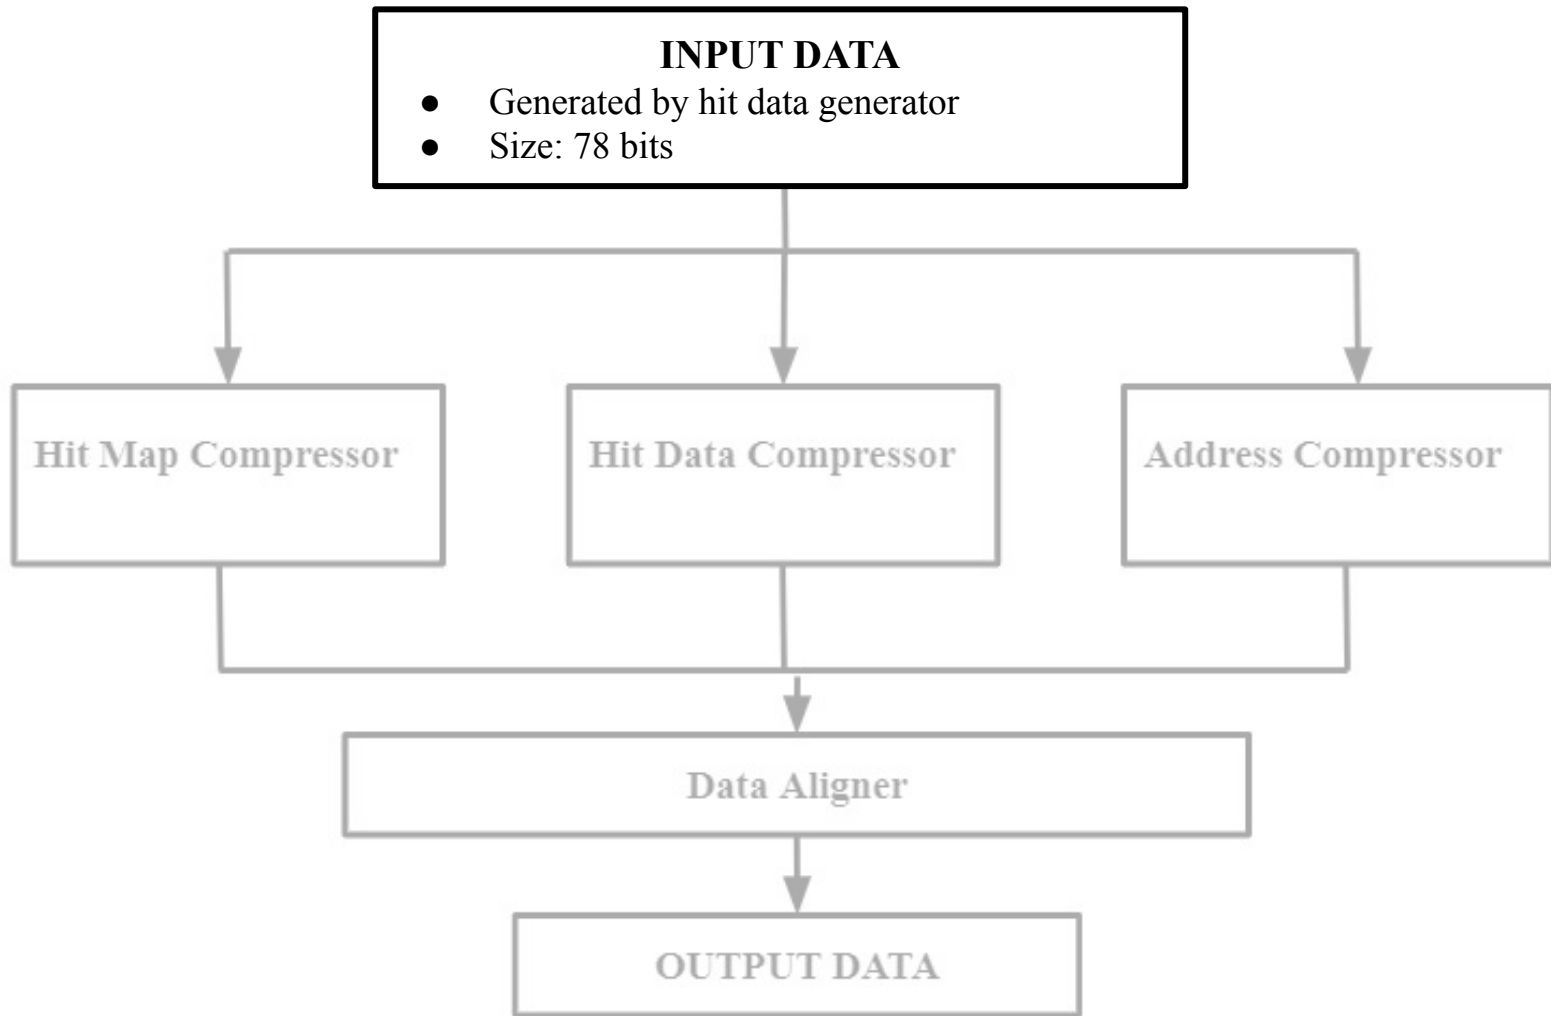 INPUT DATA
● Generated by hit data generator
● Size: 78 bits
Hit Map Compressor
Hit Data Compressor
Address Compressor
Data Aligner
OUTPUT DATA